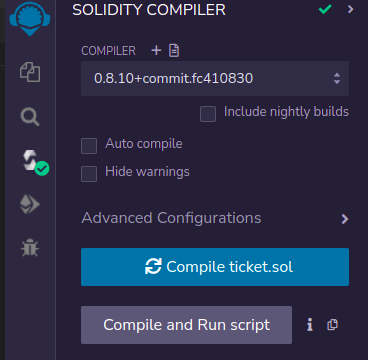 SOLIDITY COMPILER
COMPILER
0.8.10+commit.fc410830
Include nightly builds
Auto compile
Hide warnings
Advanced Configurations
Compile ticket.sol
Compile and Run script